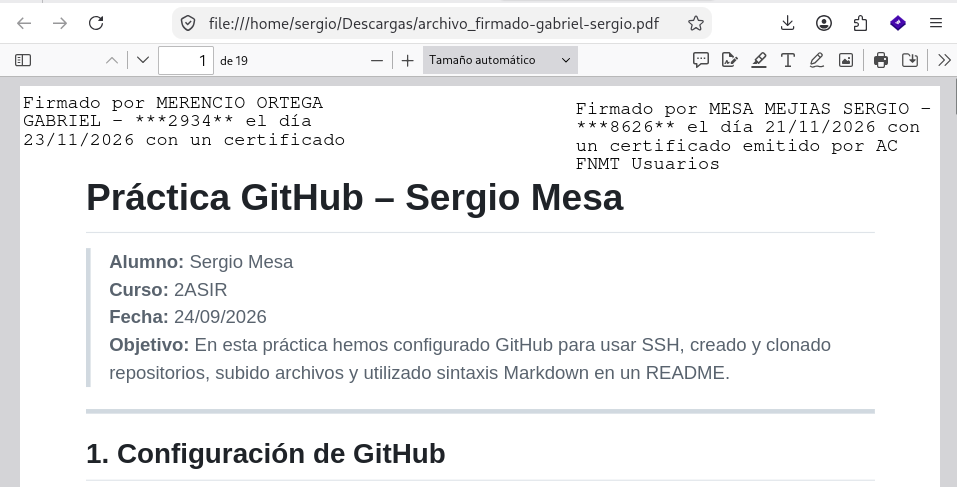 file:///home/sergio/Descargas/archivo_firmado-gabriel-sergio.pdf
1 de 19
Tamaño automático
Firmado por MERENCIO ORTEGA
GABRIEL - ***2934** el día
23/11/2026 con un certificado
Firmado por MESA MEJIAS SERGIO -
***8626** el día 21/11/2026 con
un certificado emitido por AC
FNMT Usuarios
Práctica GitHub – Sergio Mesa
Alumno: Sergio Mesa
Curso: 2ASIR
Fecha: 24/09/2026
Objetivo: En esta práctica hemos configurado GitHub para usar SSH, creado y clonado
repositorios, subido archivos y utilizado sintaxis Markdown en un README.
1. Configuración de GitHub